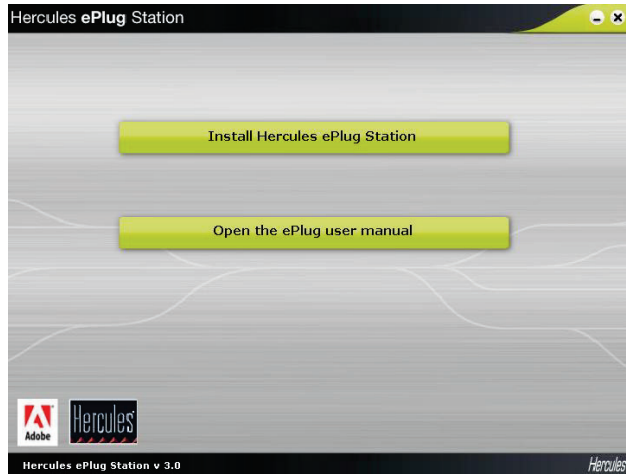 Hercules ePlug Station
Install Hercules ePlug Station
Open the ePlug user manual
Adobe
Hercules
Hercules ePlug Station v 3.0
Hercules